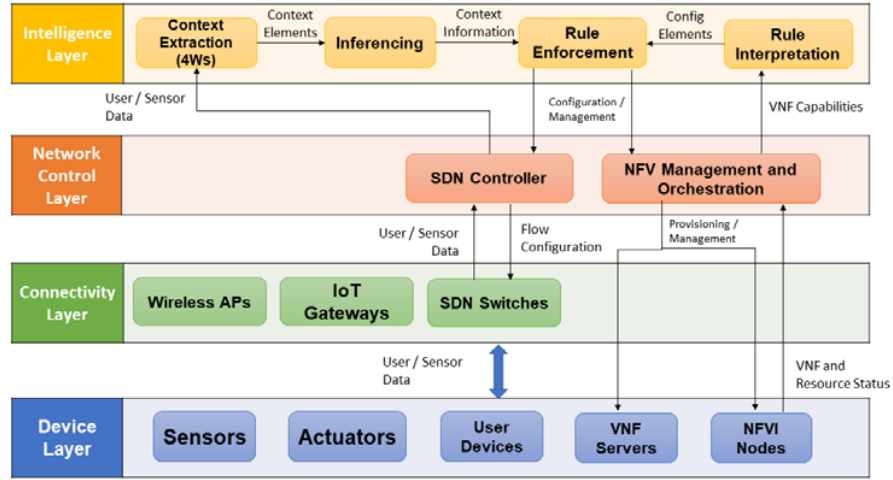 Intelligence
Layer
Context
Extraction
(4Ws)
Context
Elements
Inferencing
Context
Information
Rule
Enforcement
Config
Elements
Rule
Interpretation
User / Sensor
Data
Configuration /
Management
VNF Capabilities
Network
Control
Layer
SDN Controller
NFV Management and
Orchestration
User / Sensor
Data
Flow
Configuration
Provisioning /
Management
Connectivity
Layer
Wireless APs
IoT
Gateways
SDN Switches
User / Sensor
Data
VNF and
Resource Status
Device
Layer
Sensors
Actuators
User
Devices
VNF
Servers
NFVI
Nodes